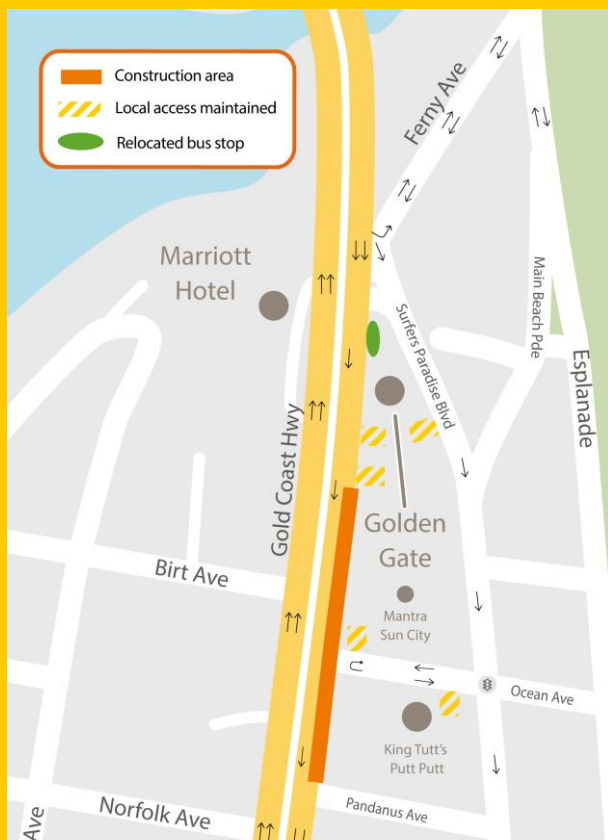 Construction area
Local access maintained
Relocated bus stop
Ferny Ave
Marriott
Hotel
Main Beach Pde
Surfers Paradise Blvd
Esplanade
Gold Coast Hwy
Golden
Gate
Birt Ave
Mantra
Sun City
Ocean Ave
King Tutt's
Putt Putt
Norfolk Ave
Pandanus Ave
Ave